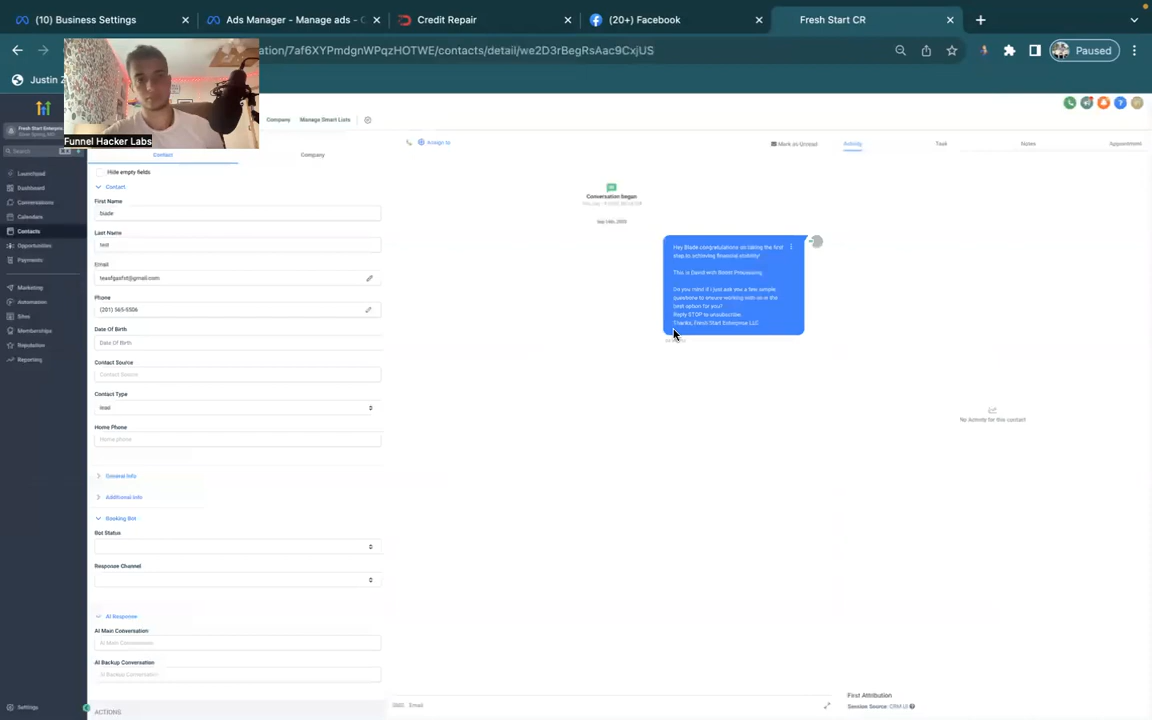 (10) Business Settings
Ads Manager - Manage ads - C
Credit Repair
(20+) Facebook
Fresh Start CR
ation/7af6XYPmdgnWPqzHOTWE/contacts/detail/we2D3rBegRsAac9CxjUS
Paused
Justin Z
Funnel Hacker Labs
Fresh Start Enterpris
Search
Company
Manage Smart Lists
Assign to
Mark as Unread
Activity
Task
Notes
Appointment
Contact
Company
Launchpad
Dashboard
Conversations
Calendars
Contacts
Opportunities
Payments
Marketing
Automation
Sites
Memberships
Reputation
Reporting
Settings
Hide empty fields
Contact
First Name
Last Name
test
Email
Phone
(201) 565-5506
Date Of Birth
Date Of Birth
Contact Source
Contact Source
Contact Type
lead
Home Phone
Home phone
General Info
Additional Info
Booking Bot
Bot Status
Response Channel
AI Response
AI Main Conversation
AI Main Conversation
AI Backup Conversation
AI Backup Conversation
ACTIONS
Conversation began
Hey Blade congratulations on taking the first
step to achieving financial stability!
This is David with Boost Processing.
Do you mind if I just ask you a few simple
questions to ensure working with us is the
best option for you?
Reply STOP to unsubscribe.
Thanks, Fresh Start Enterprise LLC
No Activity for this contact
SMS
Email
First Attribution
Session Source: CRM UI